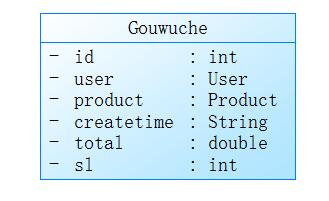 Gouwuche
- id : int
- user : User
- product : Product
- createtime : String
- total : double
- sl : int